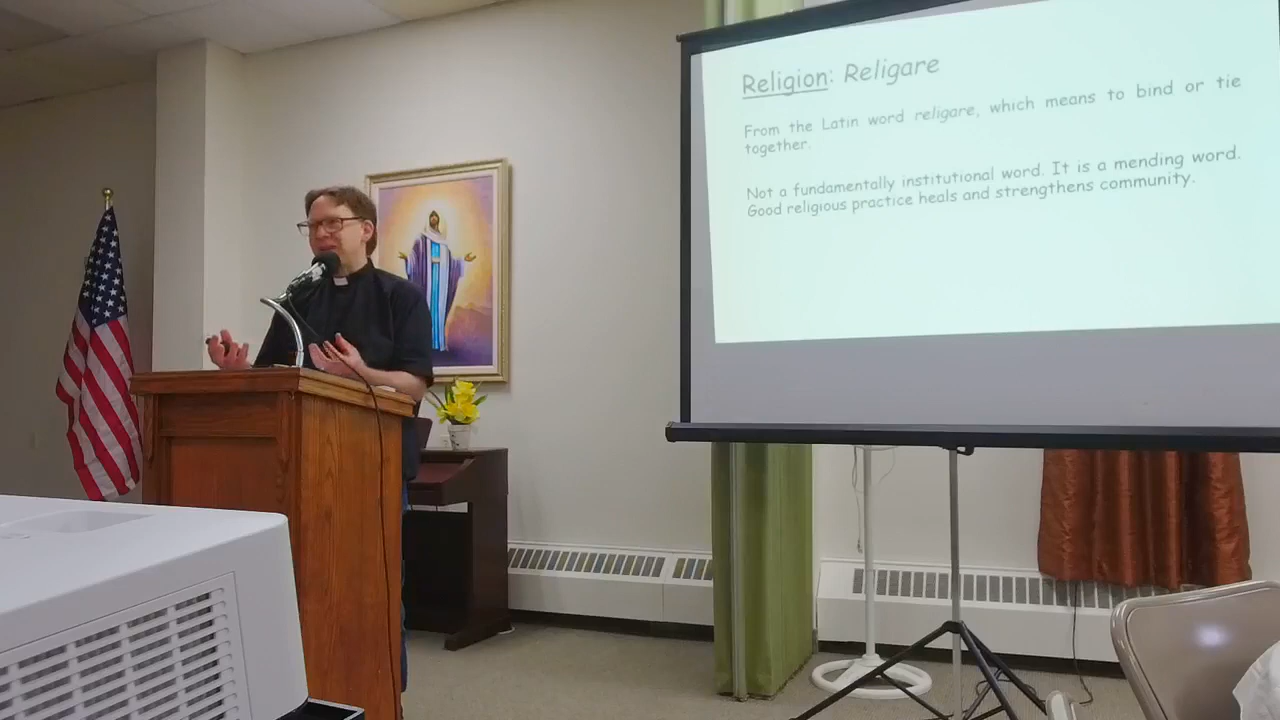 Religion: Religare
From the Latin word religare, which means to bind or tie
together.
Not a fundamentally institutional word. It is a mending word.
Good religious practice heals and strengthens community.